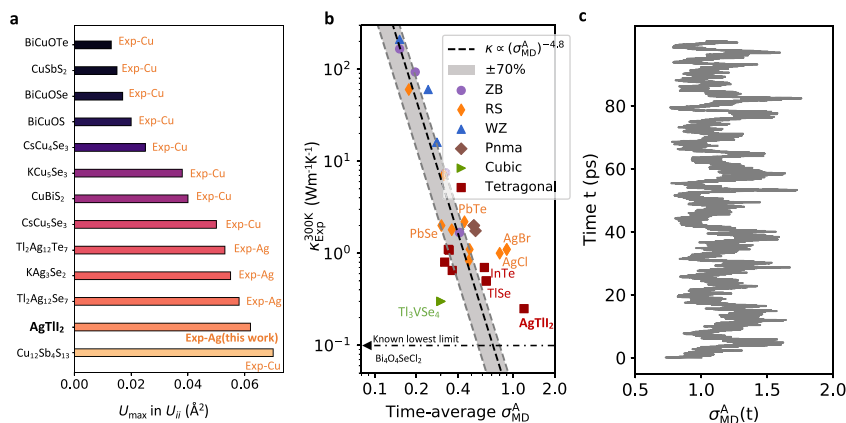 a
BiCuOTe
Exp-Cu
CuSbS2
Exp-Cu
BiCuOSe
Exp-Cu
BiCuOS
Exp-Cu
CsCu4Se3
Exp-Cu
KCu5Se3
Exp-Cu
CuBiS2
Exp-Cu
CsCu5Se3
Exp-Cu
Tl2Ag12Te7
Exp-Ag
KAg3Se2
Exp-Ag
Tl2Ag12Se7
Exp-Ag
AgTlI2
Exp-Ag(this work)
Cu12Sb4S13
Exp-Cu
0.00 0.02 0.04 0.06
Umax in Uii (Å²)
b
κ ∝ (σ^A_MD)^−4.8
±70%
ZB
RS
WZ
Pnma
Cubic
Tetragonal
PbTe
PbSe
AgBr
AgCl
InTe
TlSe
Tl3VSe4
AgTlI2
Known lowest limit
Bi4O4SeCl2
10²
10¹
10⁰
10⁻¹
κ^300K_Exp (Wm⁻¹K⁻¹)
0.1 0.2 0.4 1.0 2.0
Time-average σ^A_MD
c
80
60
40
20
0
Time t (ps)
0.5 1.0 1.5 2.0
σ^A_MD(t)